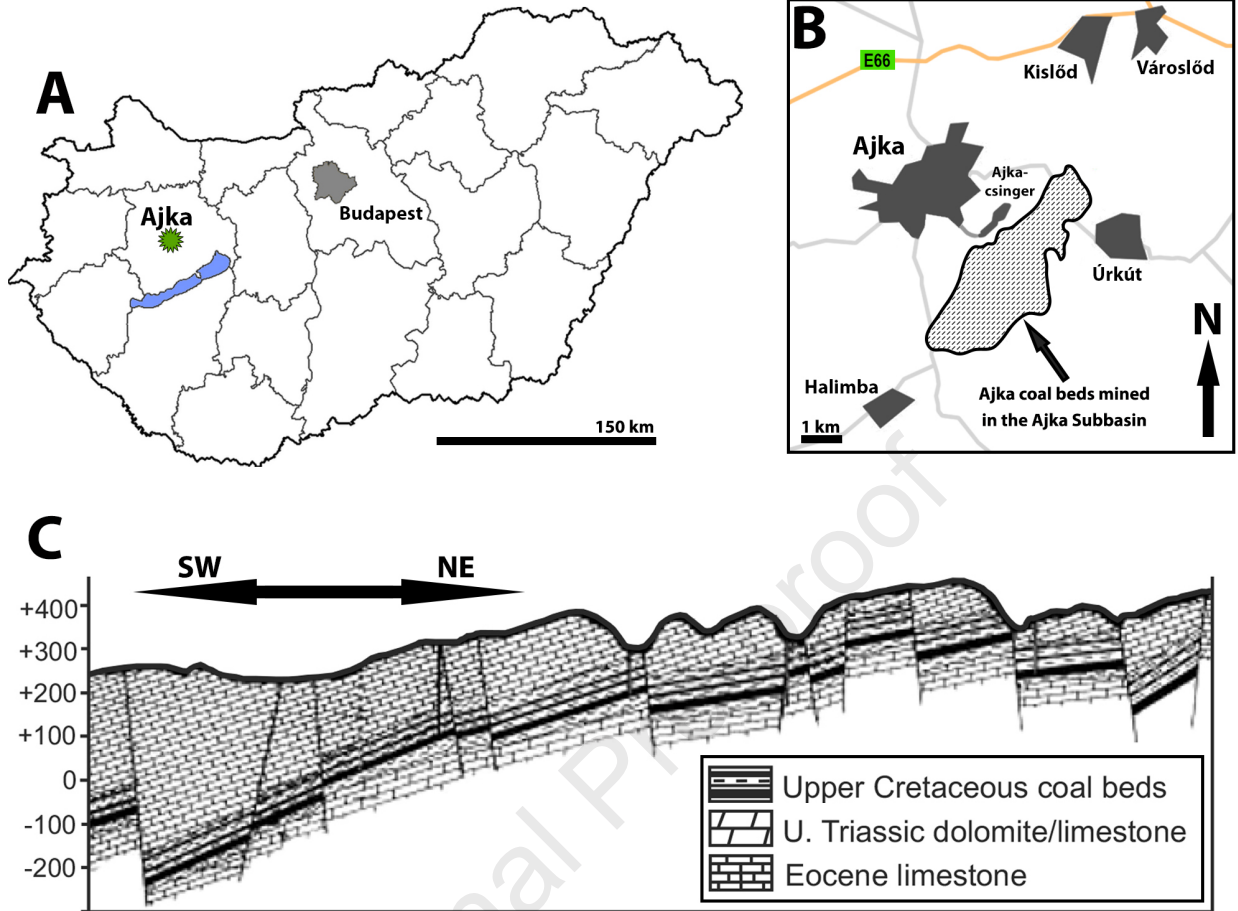 A
Ajka
Budapest
150 km
B
E66
Kislőd
Városlőd
Ajka
Ajka-
csinger
Úrkút
N
Halimba
Ajka coal beds mined
in the Ajka Subbasin
1 km
C
SW
NE
+400
+300
+200
+100
0
-100
-200
Upper Cretaceous coal beds
U. Triassic dolomite/limestone
Eocene limestone